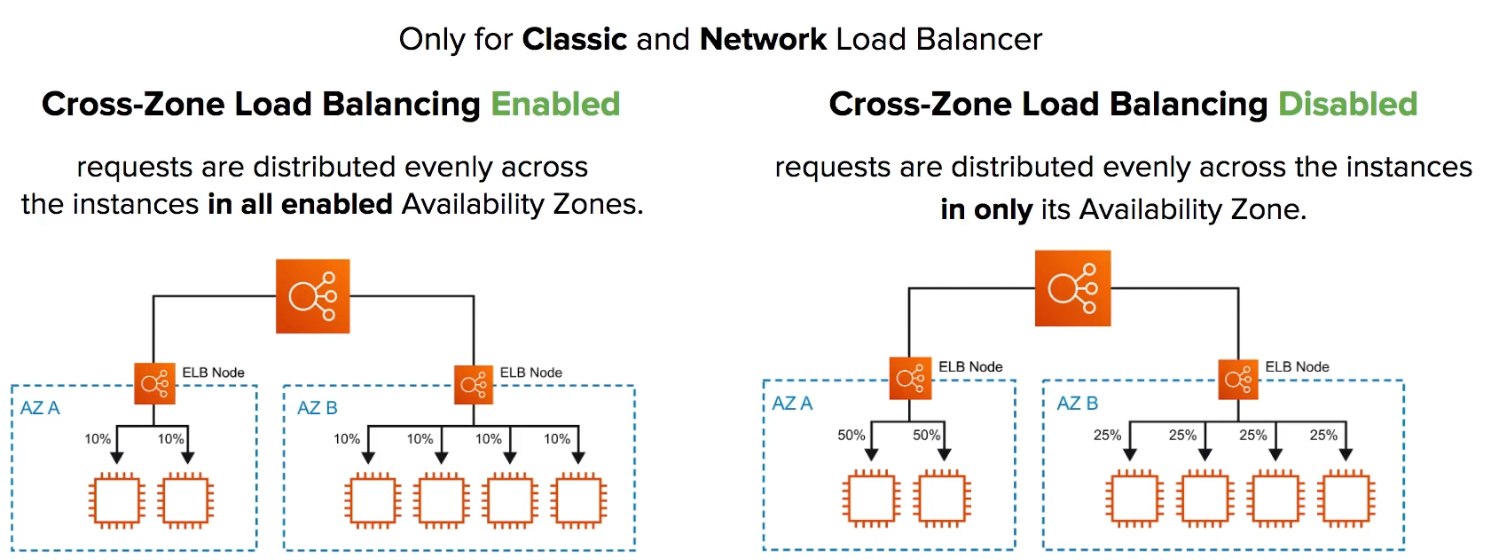 Only for Classic and Network Load Balancer
Cross-Zone Load Balancing Enabled
requests are distributed evenly across
the instances in all enabled Availability Zones.
ELB Node
ELB Node
AZ A
AZ B
10%
10%
10%
10%
10%
10%
Cross-Zone Load Balancing Disabled
requests are distributed evenly across the instances
in only its Availability Zone.
ELB Node
ELB Node
AZ A
AZ B
50%
50%
25%
25%
25%
25%